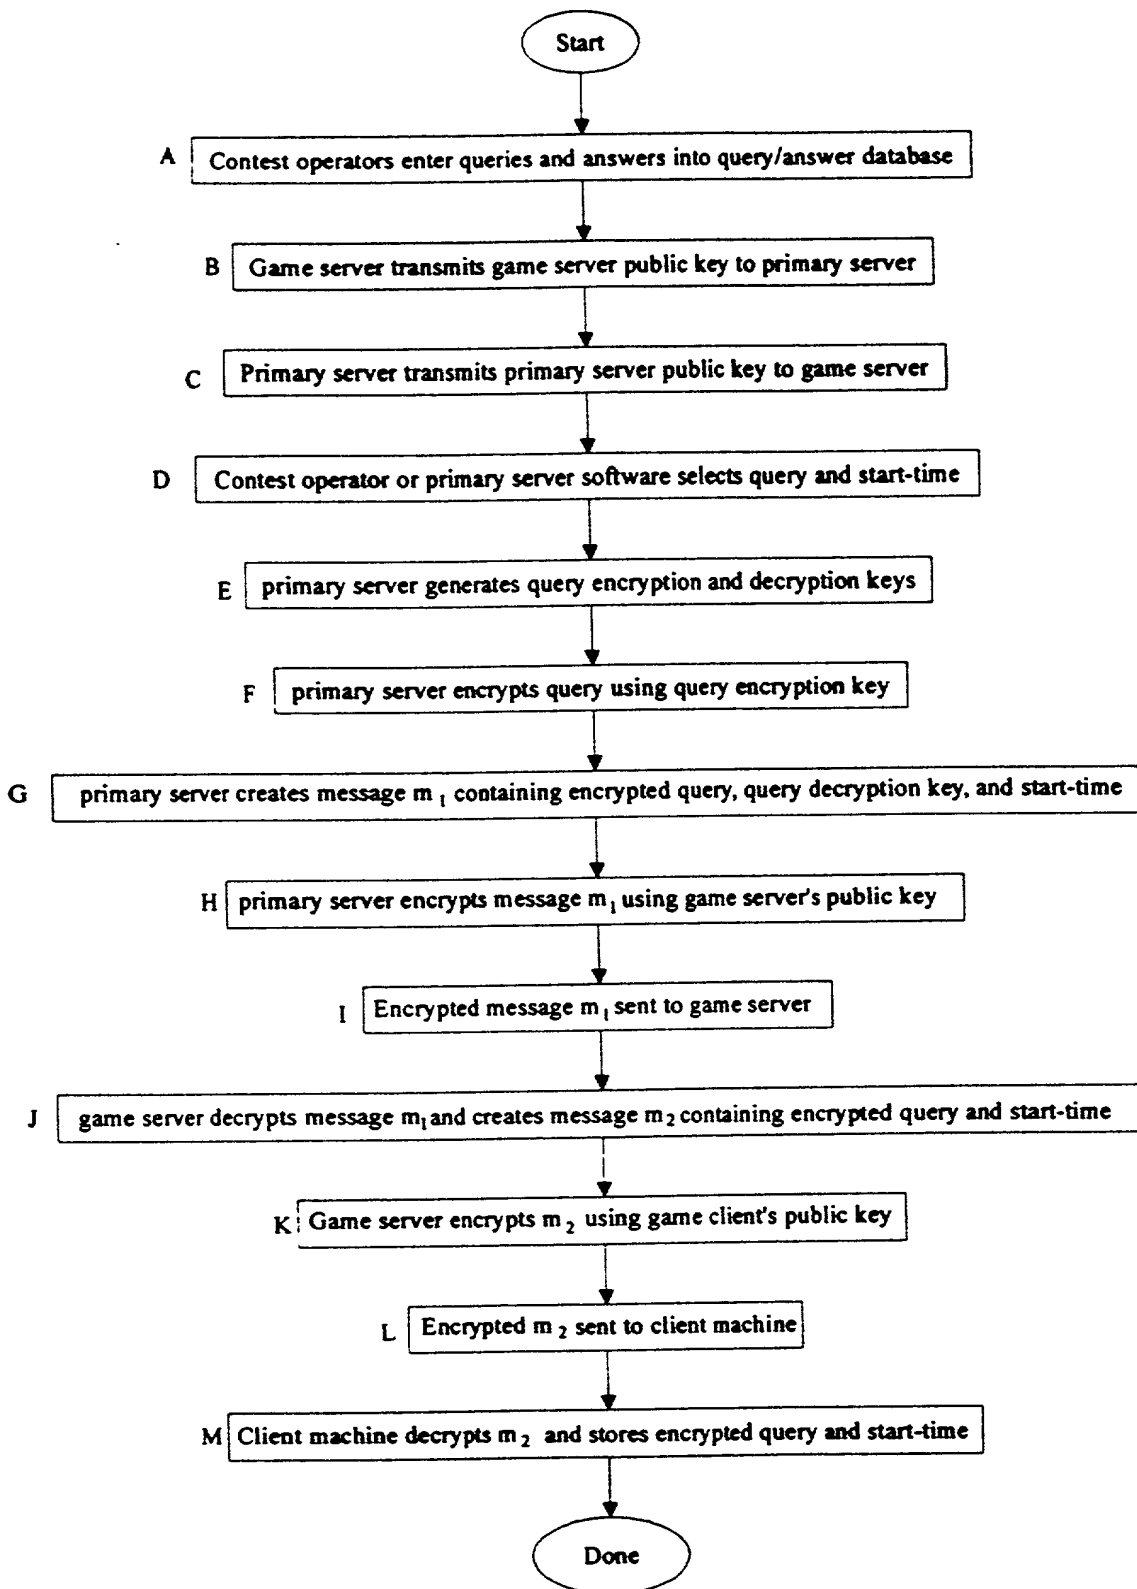 Start
A Contest operators enter queries and answers into query/answer database
B Game server transmits game server public key to primary server
C Primary server transmits primary server public key to game server
D Contest operator or primary server software selects query and start-time
E primary server generates query encryption and decryption keys
F primary server encrypts query using query encryption key
G primary server creates message m₁ containing encrypted query, query decryption key, and start-time
H primary server encrypts message m₁ using game server's public key
I Encrypted message m₁ sent to game server
J game server decrypts message m₁ and creates message m₂ containing encrypted query and start-time
K Game server encrypts m₂ using game client's public key
L Encrypted m₂ sent to client machine
M Client machine decrypts m₂ and stores encrypted query and start-time
Done